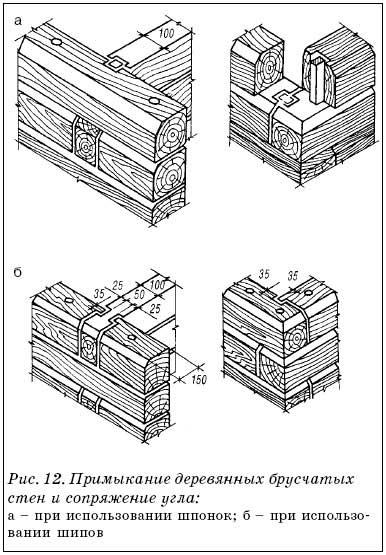 а
100
б
35
25
50
100
25
150
35
35
Рис. 12. Примыкание деревянных брусчатых
стен и сопряжение угла:
а – при использовании шпонок; б – при использо-
вании шипов